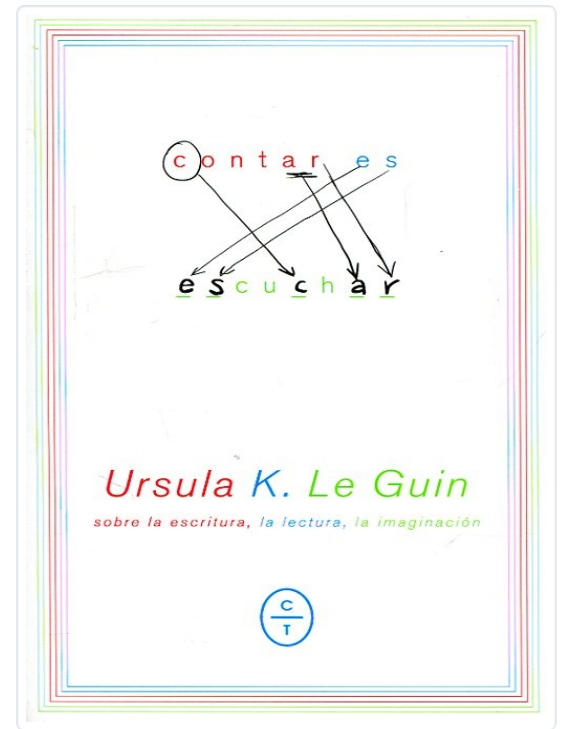 contar es
escuchar
Ursula K. Le Guin
sobre la escritura, la lectura, la imaginación
C
T